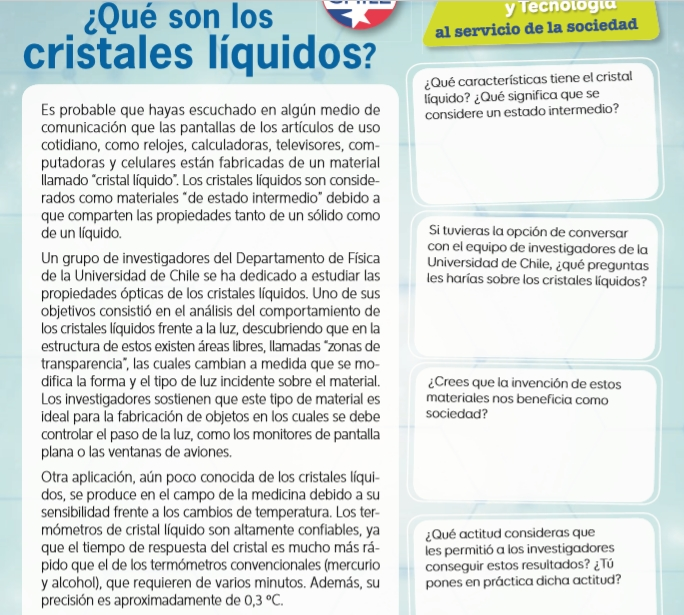 ¿Qué son los
cristales líquidos?
Es probable que hayas escuchado en algún medio de
comunicación que las pantallas de los artículos de uso
cotidiano, como relojes, calculadoras, televisores, com-
putadoras y celulares están fabricadas de un material
llamado "cristal líquido". Los cristales líquidos son conside-
rados como materiales "de estado intermedio" debido a
que comparten las propiedades tanto de un sólido como
de un líquido.
Un grupo de investigadores del Departamento de Física
de la Universidad de Chile se ha dedicado a estudiar las
propiedades ópticas de los cristales líquidos. Uno de sus
objetivos consistió en el análisis del comportamiento de
los cristales líquidos frente a la luz, descubriendo que en la
estructura de estos existen áreas libres, llamadas "zonas de
transparencia", las cuales cambian a medida que se mo-
difica la forma y el tipo de luz incidente sobre el material.
Los investigadores sostienen que este tipo de material es
ideal para la fabricación de objetos en los cuales se debe
controlar el paso de la luz, como los monitores de pantalla
plana o las ventanas de aviones.
Otra aplicación, aún poco conocida de los cristales líqui-
dos, se produce en el campo de la medicina debido a su
sensibilidad frente a los cambios de temperatura. Los ter-
mómetros de cristal líquido son altamente confiables, ya
que el tiempo de respuesta del cristal es mucho más rá-
pido que el de los termómetros convencionales (mercurio
y alcohol), que requieren de varios minutos. Además, su
precisión es aproximadamente de 0,3 ºC.
y Tecnología
al servicio de la sociedad
¿Qué características tiene el cristal
líquido? ¿Qué significa que se
considere un estado intermedio?
Si tuvieras la opción de conversar
con el equipo de investigadores de la
Universidad de Chile, ¿qué preguntas
les harías sobre los cristales líquidos?
¿Crees que la invención de estos
materiales nos beneficia como
sociedad?
¿Qué actitud consideras que
les permitió a los investigadores
conseguir estos resultados? ¿Tú
pones en práctica dicha actitud?